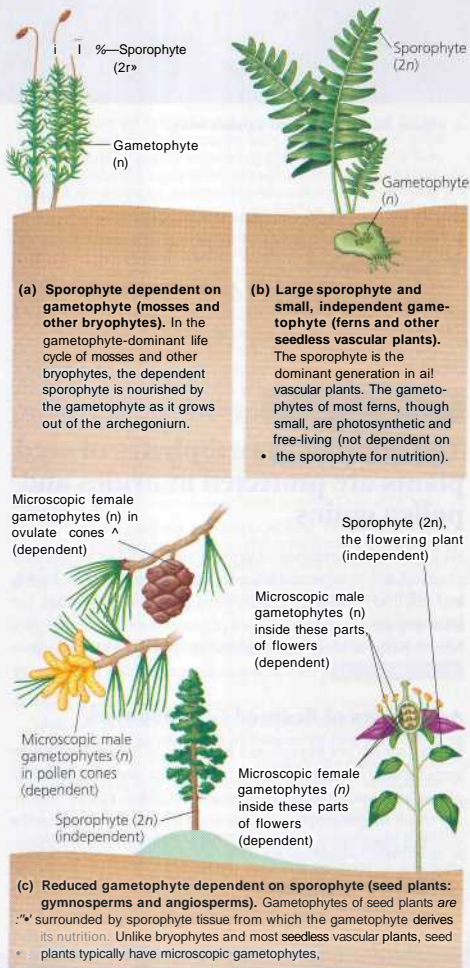 i I %—Sporophyte
(2r»
Gametophyte
(n)
Sporophyte
(2n)
Gametophyte
(n)
(a) Sporophyte dependent on
gametophyte (mosses and
other bryophytes). In the
gametophyte-dominant life
cycle of mosses and other
bryophytes, the dependent
sporophyte is nourished by
the gametophyte as it grows
out of the archegoniurn.
(b) Large sporophyte and
small, independent game-
tophyte (ferns and other
seedless vascular plants).
The sporophyte is the
dominant generation in ai!
vascular plants. The gameto-
phytes of most ferns, though
small, are photosynthetic and
free-living (not dependent on
• the sporophyte for nutrition).
Microscopic female
gametophytes (n) in
ovulate cones ^
(dependent)
Sporophyte (2n),
the flowering plant
(independent)
Microscopic male
gametophytes (n)
inside these parts
of flowers
(dependent)
Microscopic male
gametophytes (n)
in pollen cones
(dependent)
Microscopic female
gametophytes (n)
inside these parts
of flowers
(dependent)
Sporophyte (2n)
(independent)
(c) Reduced gametophyte dependent on sporophyte (seed plants:
gymnosperms and angiosperms). Gametophytes of seed plants are
:"•' surrounded by sporophyte tissue from which the gametophyte derives
its nutrition. Unlike bryophytes and most seedless vascular plants, seed
• plants typically have microscopic gametophytes,